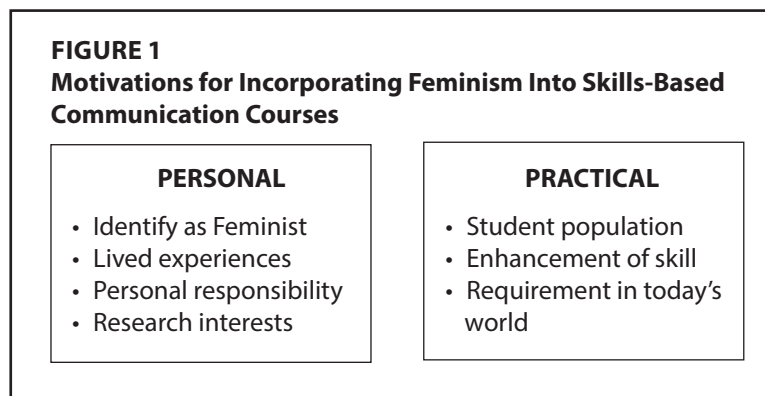 FIGURE 1
Motivations for Incorporating Feminism Into Skills-Based
Communication Courses
PERSONAL
• Identify as Feminist
• Lived experiences
• Personal responsibility
• Research interests
PRACTICAL
• Student population
• Enhancement of skill
• Requirement in today’s
world